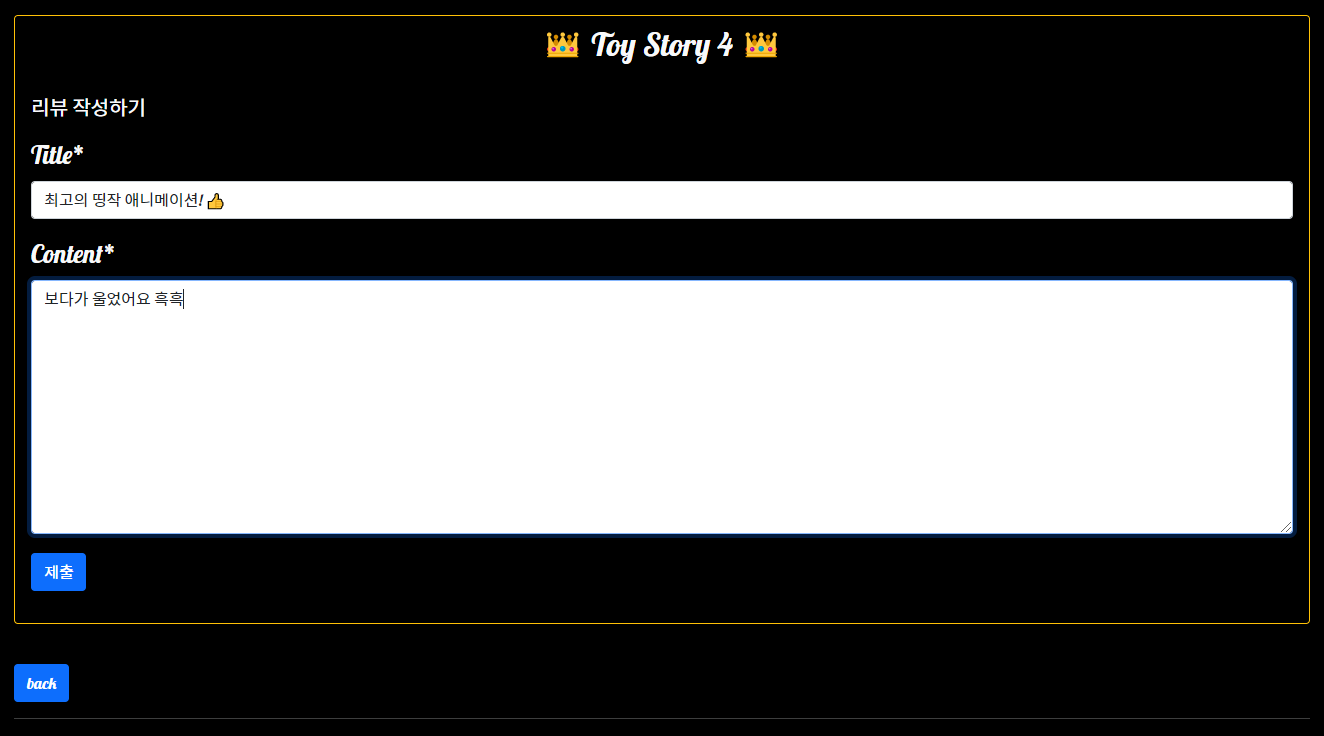 👑 Toy Story 4 👑
리뷰 작성하기
Title*
최고의 띵작 애니메이션! 👍
Content*
보다가 울었어요 흑흑
제출
back